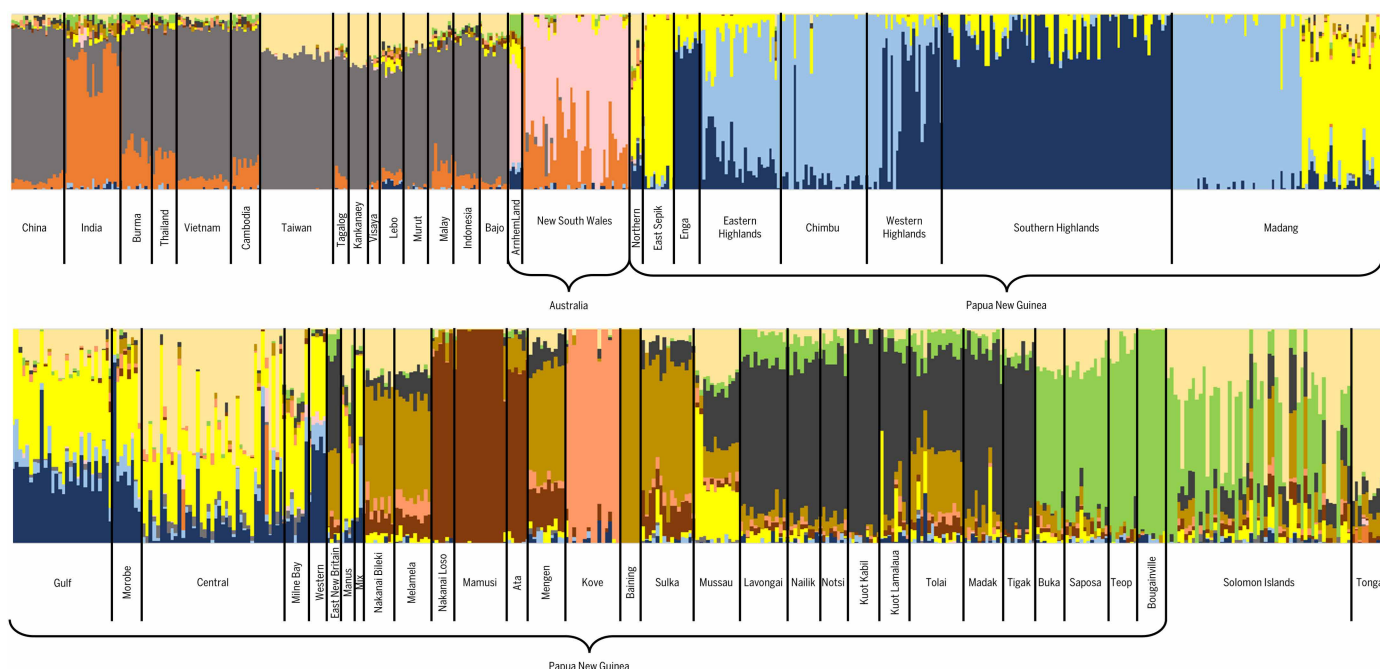 China
India
Burma
Thailand
Vietnam
Cambodia
Taiwan
Tagalog
Kankanaey
Visaya
Lebo
Murut
Malay
Indonesia
Bajo
ArnhemLand
New South Wales
Northern
East Sepik
Enga
Eastern
Highlands
Chimbu
Western
Highlands
Southern Highlands
Madang
Australia
Papua New Guinea
Gulf
Morobe
Central
Milne Bay
Western
East New Britain
Manus
Mix
Nakanai Bileki
Melamela
Nakanai Loso
Mamusi
Ata
Mengen
Kove
Baining
Sulka
Mussau
Lavongai
Nailik
Notsi
Kuot Kabil
Kuot Lamalaua
Tolai
Madak
Tigak
Buka
Saposa
Teop
Bougainville
Solomon Islands
Tonga
Papua New Guinea